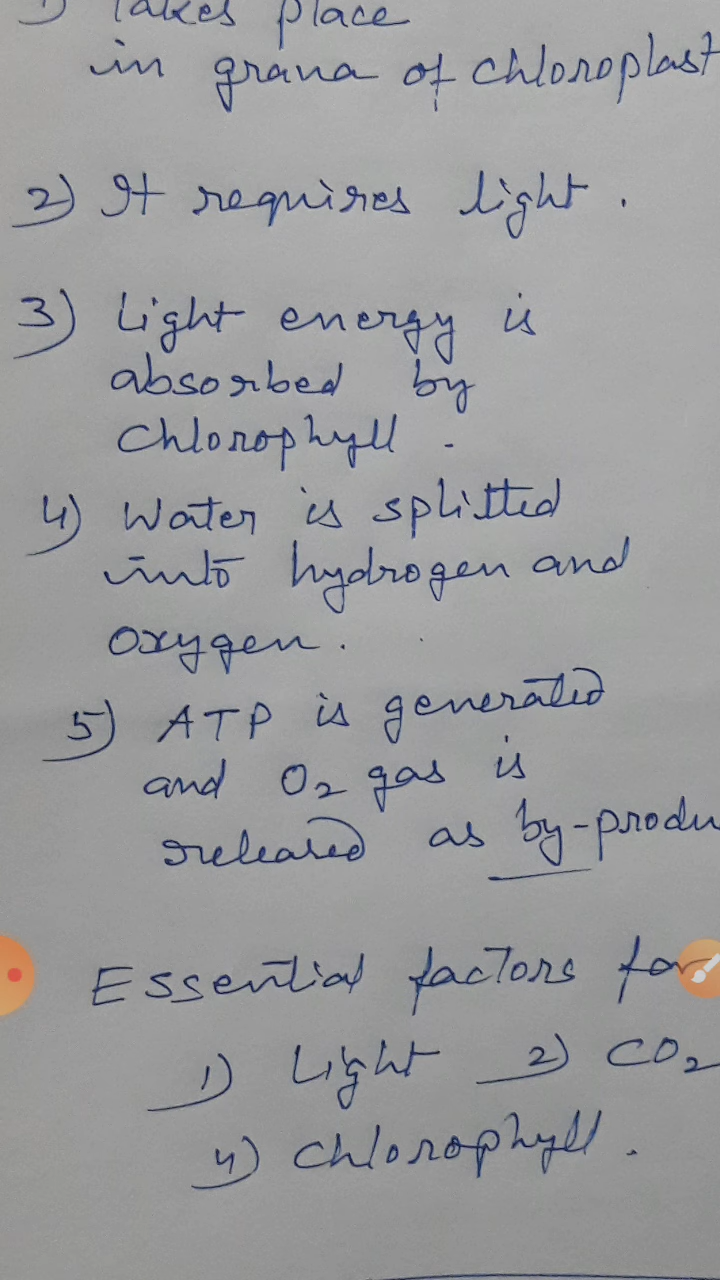 1) Takes place
in grana of chloroplast
2) It requires light.
3) Light energy is
absorbed by
chlorophyll.
4) Water is splitted
into hydrogen and
oxygen.
5) ATP is generated
and O2 gas is
released as by-produ
Essential factors for
1) Light 2) CO2
4) chlorophyll.